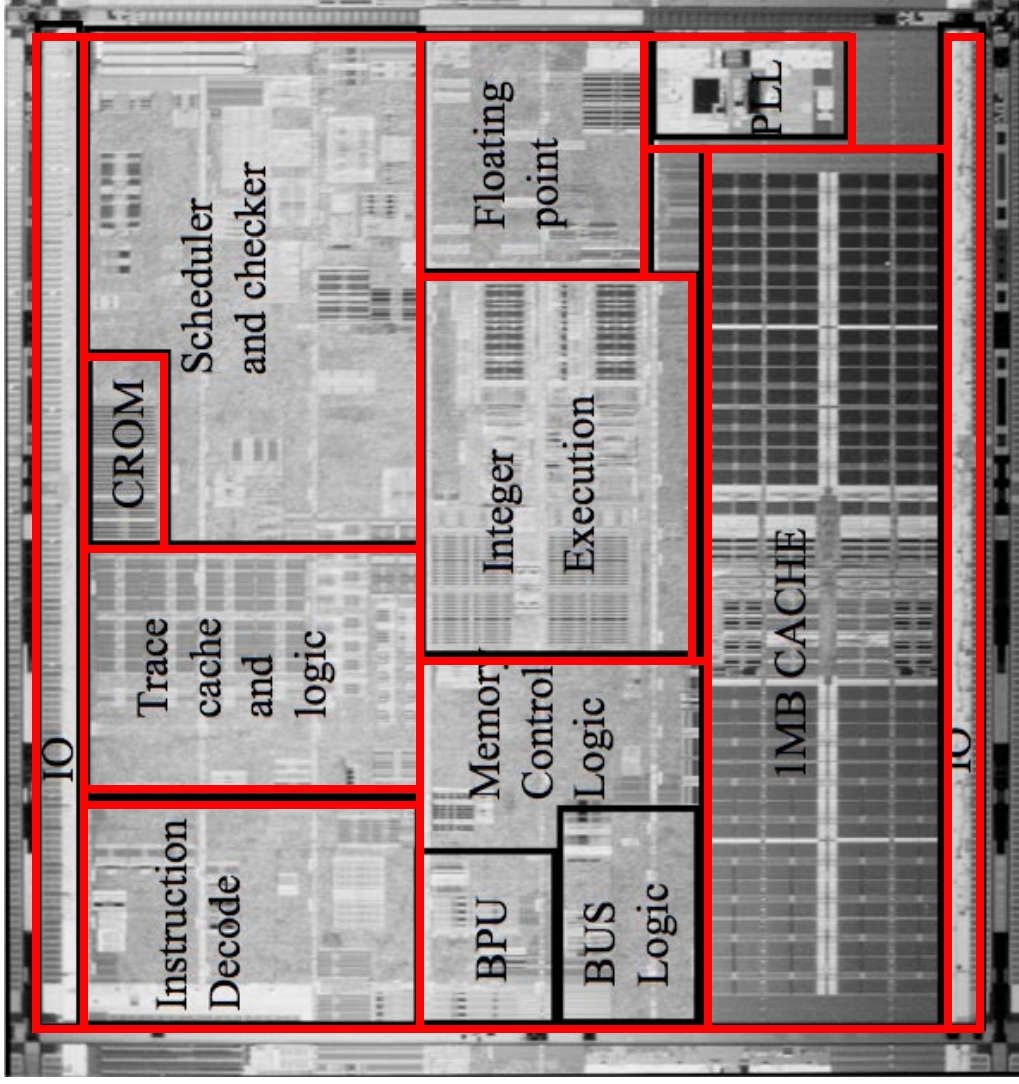 IO
Scheduler
and checker
CROM
Trace
cache
and
logic
Instruction
Decode
Floating
point
Integer
Execution
Memory
Control
Logic
BPU
BUS
Logic
PLL
1MB CACHE
IO